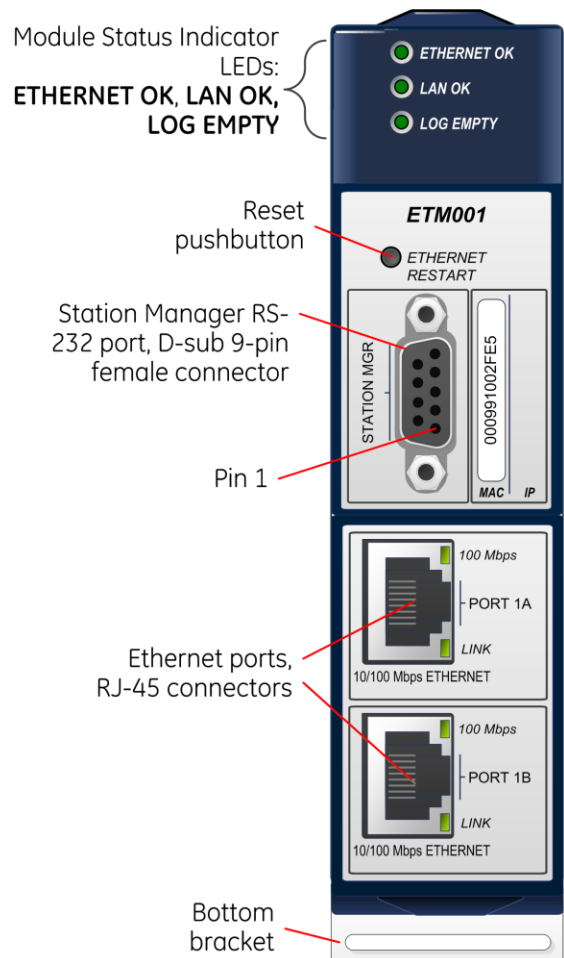 Module Status Indicator
LEDs:
ETHERNET OK, LAN OK,
LOG EMPTY
ETHERNET OK
LAN OK
LOG EMPTY
ETM001
Reset
pushbutton
ETHERNET
RESTART
Station Manager RS-
232 port, D-sub 9-pin
female connector
STATION MGR
000991002FE5
MAC IP
Pin 1
100 Mbps
PORT 1A
LINK
10/100 Mbps ETHERNET
Ethernet ports,
RJ-45 connectors
100 Mbps
PORT 1B
LINK
10/100 Mbps ETHERNET
Bottom
bracket